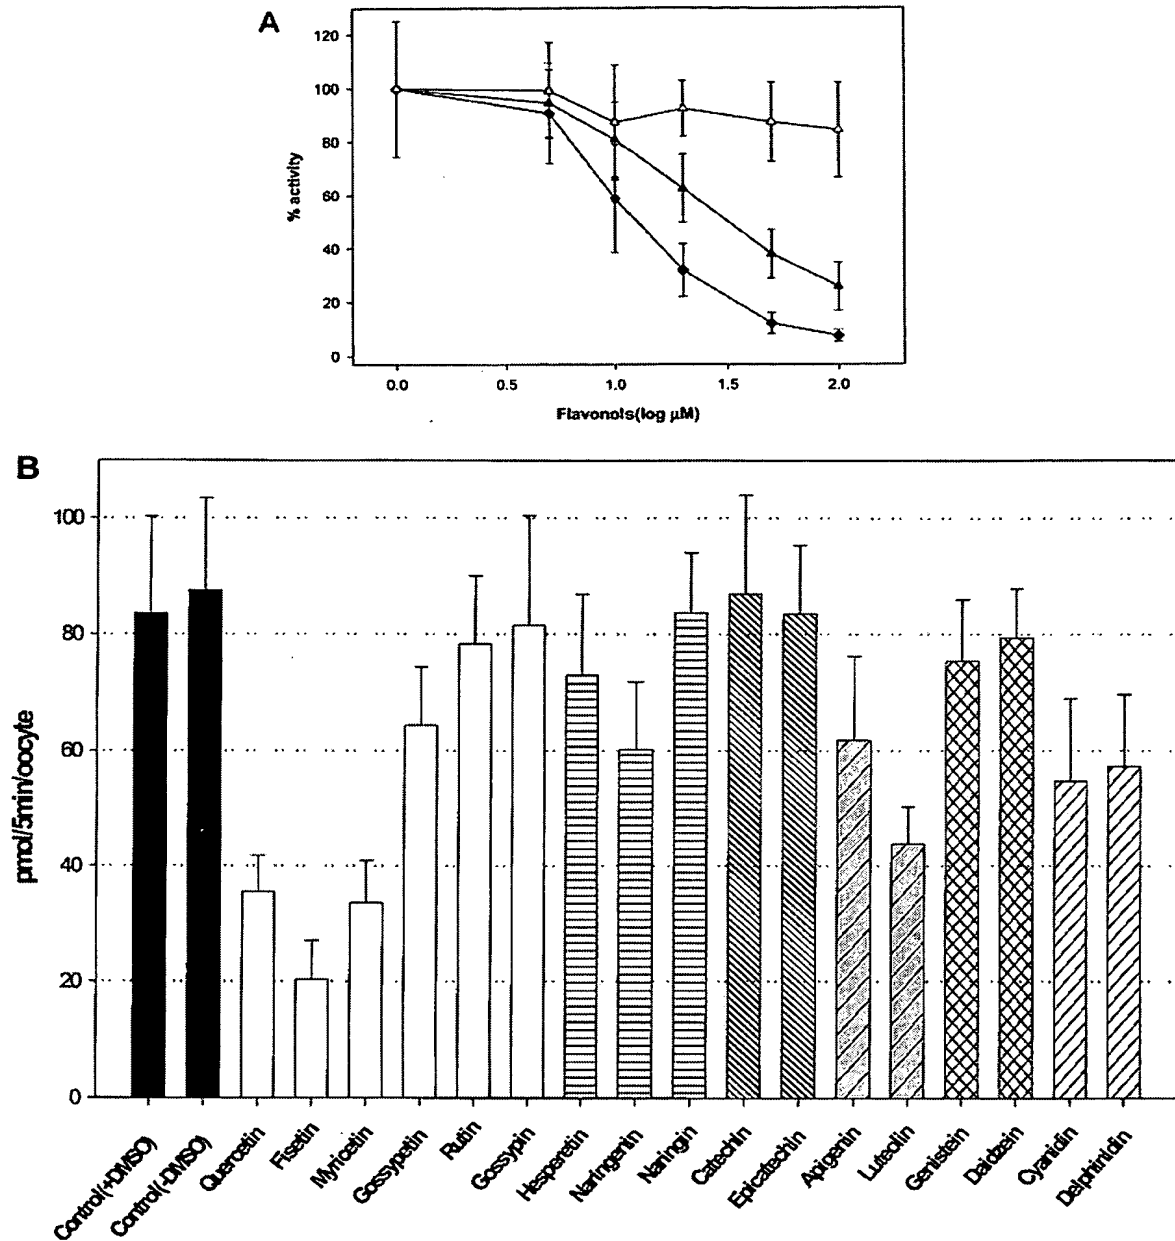 A
120
100
80
60
40
20
0
% activity
0.0 0.5 1.0 1.5 2.0
Flavonols(log µM)
B
100
80
60
40
20
0
pmol/5min/oocyte
Control(+DMSO)
Control(-DMSO)
Quercetin
Fisetin
Myricetin
Gossypetin
Rutin
Gossypin
Hesperetin
Naringenin
Naringin
Catechin
Epicatechin
Apigenin
Luteolin
Genistein
Daidzein
Cyanidin
Delphinidin